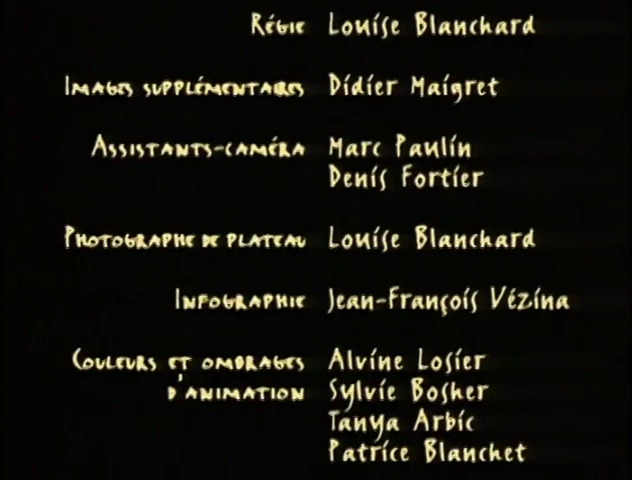 Régie Louise Blanchard
Images supplémentaires Didier Maigret
Assistants-caméra Marc Paulin
Denis Fortier
Photographe de plateau Louise Blanchard
Infographie Jean-François Vézina
Couleurs et ombrages Alvine Losier
d'animation Sylvie Bosher
Tanya Arbic
Patrice Blanchet